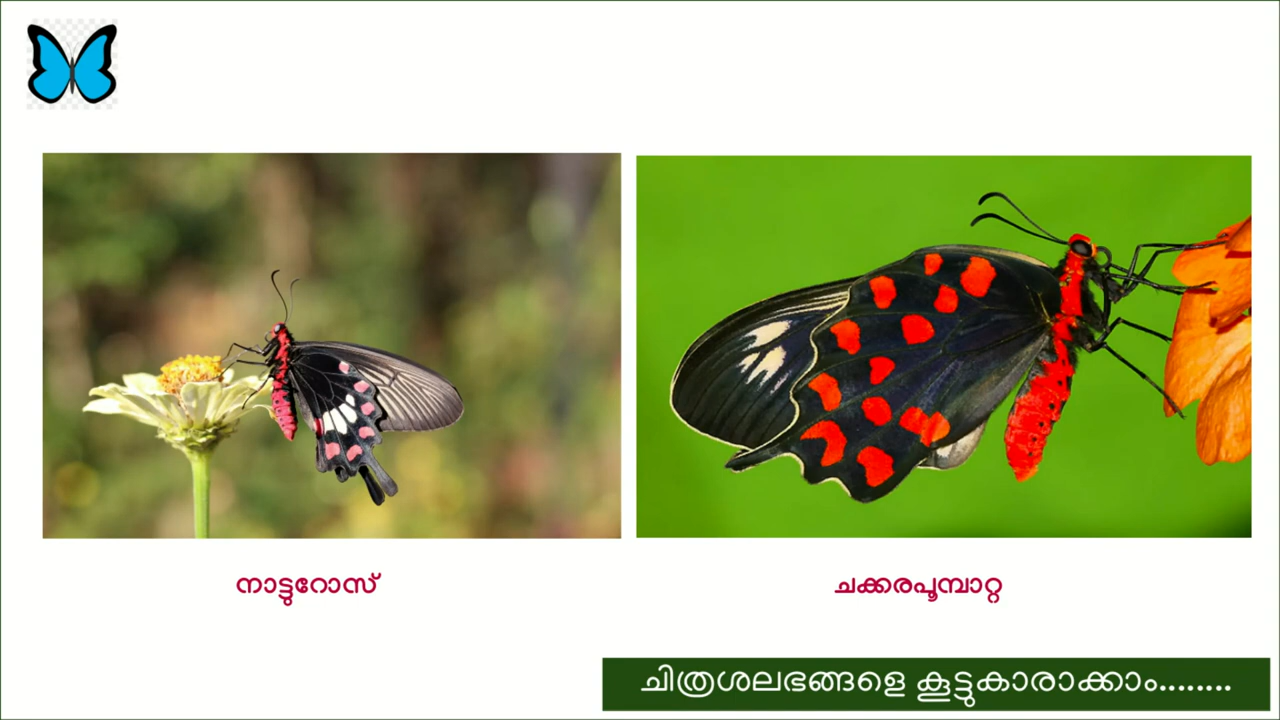 നാട്ടുറോസ്
ചക്കരപൂമ്പാറ്റ
ചിത്രശലഭങ്ങളെ കൂട്ടുകാരാക്കാം........